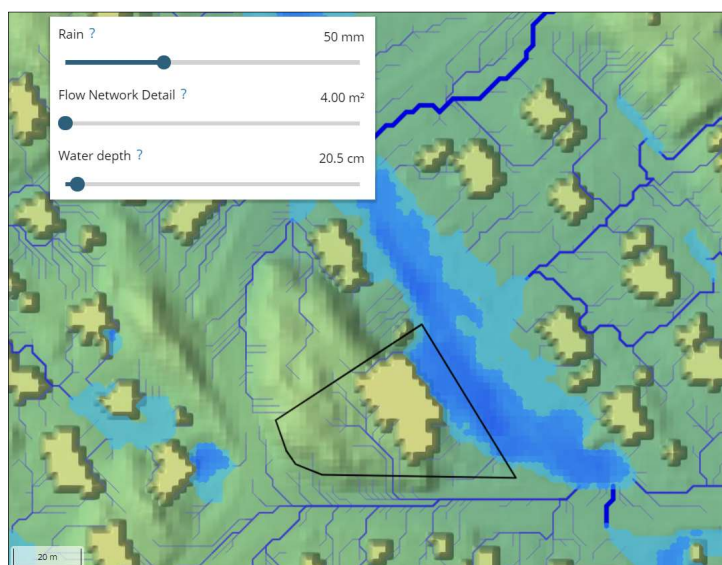 Rain ? 50 mm
Flow Network Detail ? 4.00 m²
Water depth ? 20.5 cm
20 m